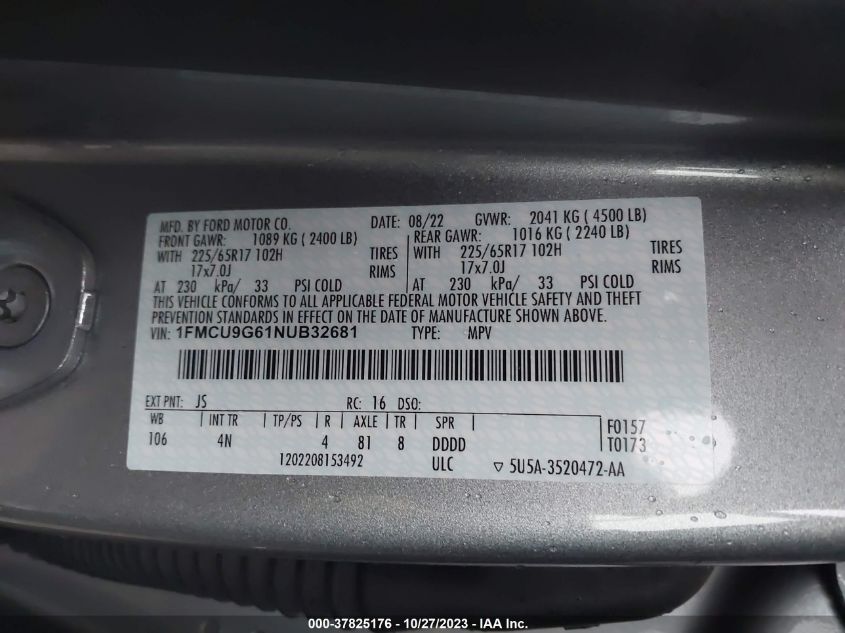 MFD. BY FORD MOTOR CO. DATE: 08/22 GVWR: 2041 KG ( 4500 LB)
FRONT GAWR: 1089 KG ( 2400 LB) REAR GAWR: 1016 KG ( 2240 LB)
WITH 225/65R17 102H TIRES WITH 225/65R17 102H TIRES
17x7.0J RIMS 17x7.0J RIMS
AT 230 kPa/ 33 PSI COLD AT 230 kPa/ 33 PSI COLD
THIS VEHICLE CONFORMS TO ALL APPLICABLE FEDERAL MOTOR VEHICLE SAFETY AND THEFT
PREVENTION STANDARDS IN EFFECT ON THE DATE OF MANUFACTURE SHOWN ABOVE.
VIN: 1FMCU9G61NUB32681 TYPE: MPV
EXT PNT: JS RC: 16 DSO:
WB INT TR TP/PS R AXLE TR SPR F0157
106 4N 4 81 8 DDDD T0173
1202208153492 ULC ▽ 5U5A-3520472-AA
000-37825176 - 10/27/2023 - IAA Inc.